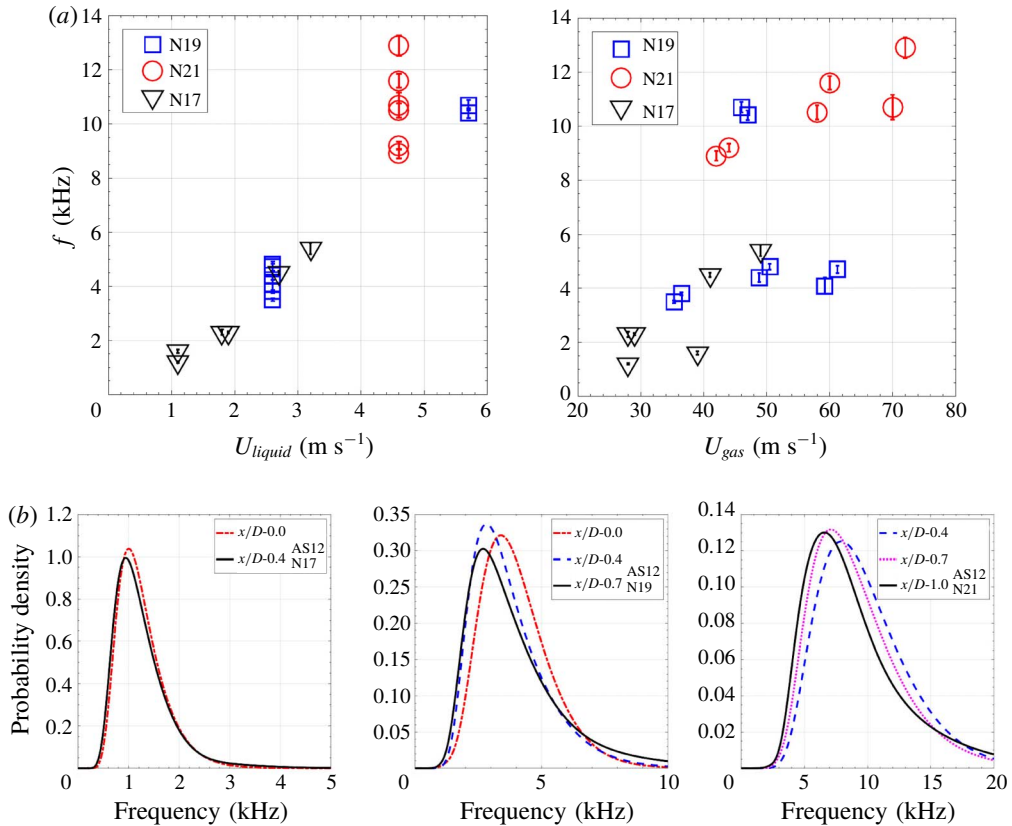 (a)
14
12
10
8
6
4
2
0
1
2
3
4
5
6
f (kHz)
U_liquid (m s⁻¹)
N19
N21
N17
14
12
10
8
6
4
2
0
20
30
40
50
60
70
80
U_gas (m s⁻¹)
N19
N21
N17
(b)
Probability density
1.2
1.0
0.8
0.6
0.4
0.2
0
1
2
3
4
5
Frequency (kHz)
x/D-0.0
x/D-0.4
AS12
N17
0.35
0.30
0.25
0.20
0.15
0.10
0.05
0
5
10
Frequency (kHz)
x/D-0.0
x/D-0.4
x/D-0.7
AS12
N19
0.14
0.12
0.10
0.08
0.06
0.04
0.02
0
5
10
15
20
Frequency (kHz)
x/D-0.4
x/D-0.7
x/D-1.0
AS12
N21